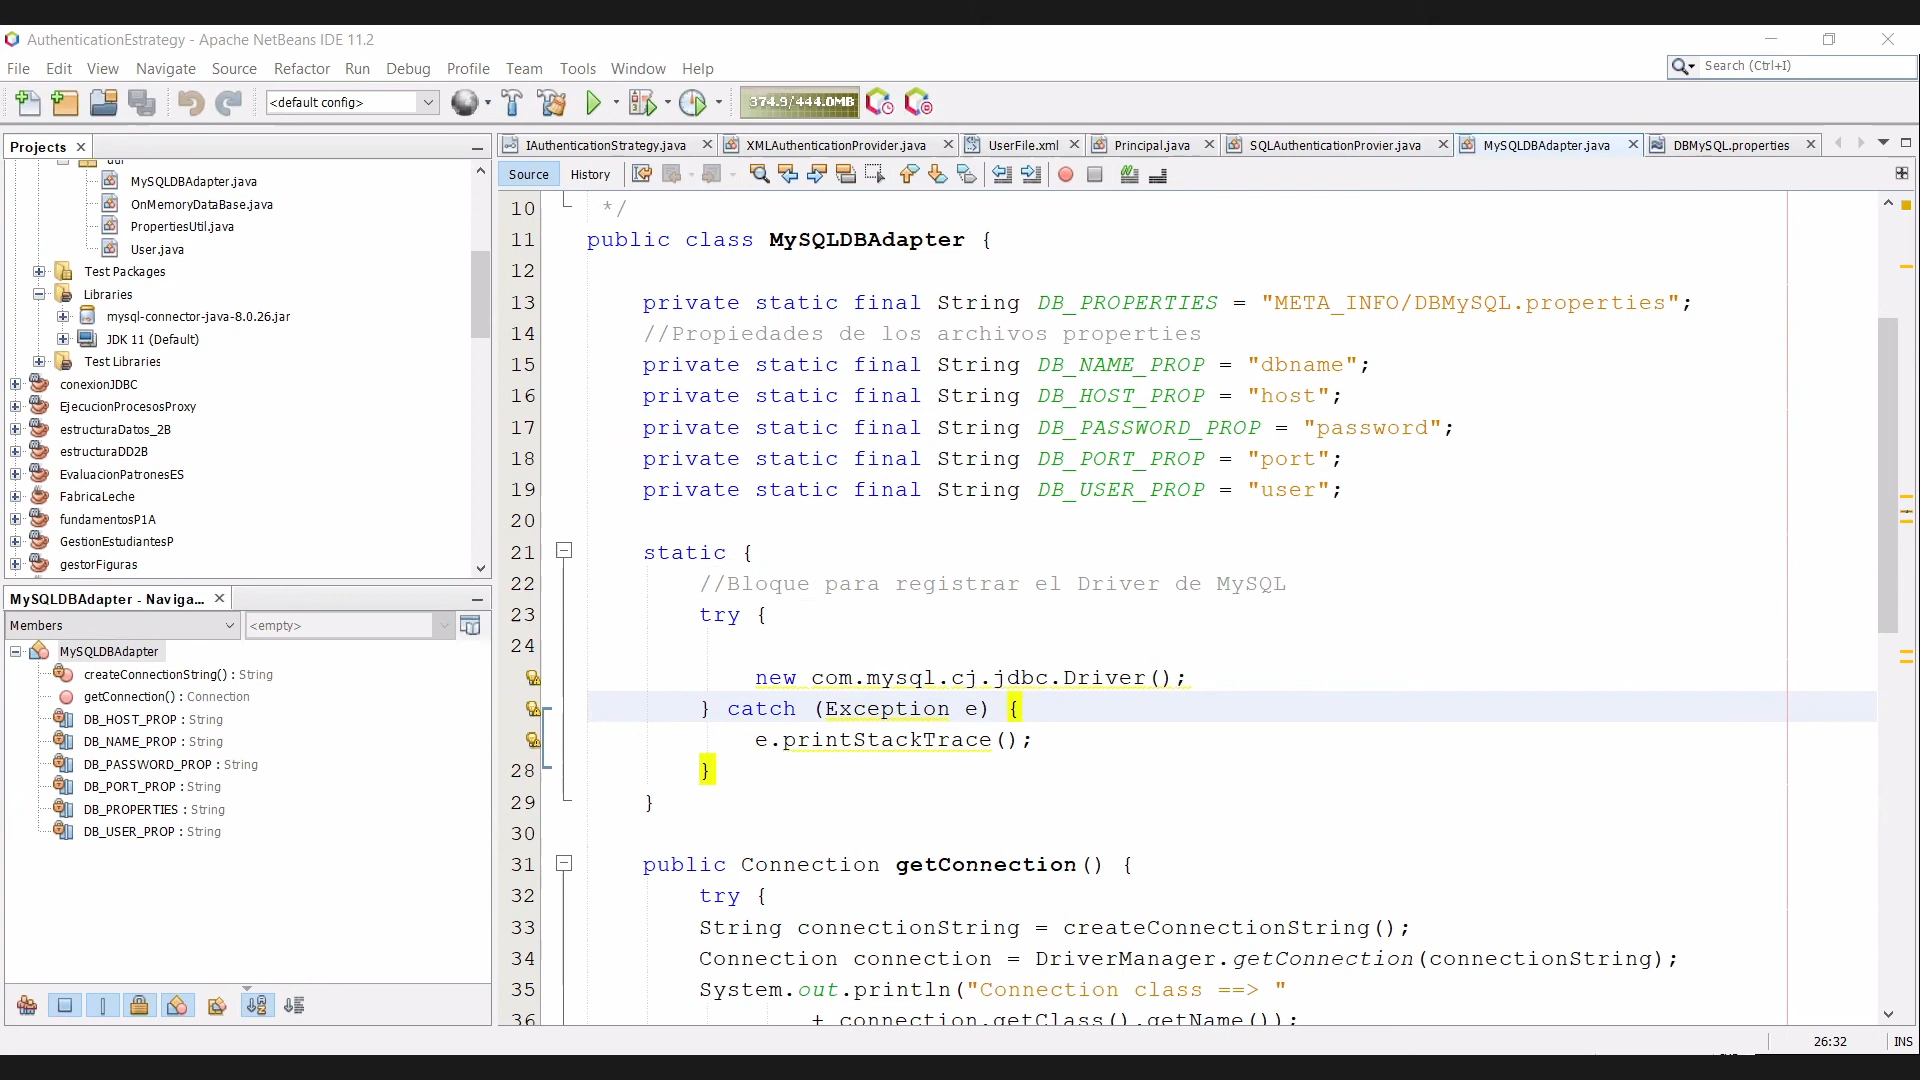 AuthenticationEstrategy - Apache NetBeans IDE 11.2
File Edit View Navigate Source Refactor Run Debug Profile Team Tools Window Help
Search (Ctrl+I)
<default config>
374.9/444.0MB
Projects
MySQLDBAdapter.java
OnMemoryDataBase.java
PropertiesUtil.java
User.java
Test Packages
Libraries
mysql-connector-java-8.0.26.jar
JDK 11 (Default)
Test Libraries
conexionJDBC
EjecucionProcesosProxy
estructuraDatos_2B
estructuraDD2B
EvaluacionPatronesES
FabricaLeche
fundamentosP1A
GestionEstudiantesP
gestorFiguras
MySQLDBAdapter - Naviga...
Members
<empty>
MySQLDBAdapter
createConnectionString() : String
getConnection() : Connection
DB_HOST_PROP : String
DB_NAME_PROP : String
DB_PASSWORD_PROP : String
DB_PORT_PROP : String
DB_PROPERTIES : String
DB_USER_PROP : String
IAuthenticationStrategy.java XMLAuthenticationProvider.java UserFile.xml Principal.java SQLAuthenticationProvier.java MySQLDBAdapter.java DBMySQL.properties
Source History
10 */
11 public class MySQLDBAdapter {
12
13 private static final String DB_PROPERTIES = "META_INFO/DBMySQL.properties";
14 //Propiedades de los archivos properties
15 private static final String DB_NAME_PROP = "dbname";
16 private static final String DB_HOST_PROP = "host";
17 private static final String DB_PASSWORD_PROP = "password";
18 private static final String DB_PORT_PROP = "port";
19 private static final String DB_USER_PROP = "user";
20
21 static {
22 //Bloque para registrar el Driver de MySQL
23 try {
24
new com.mysql.cj.jdbc.Driver();
} catch (Exception e) {
e.printStackTrace();
28 }
29 }
30
31 public Connection getConnection() {
32 try {
33 String connectionString = createConnectionString();
34 Connection connection = DriverManager.getConnection(connectionString);
35 System.out.println("Connection class ==> "
36 + connection.getClass().getName());
26:32 INS